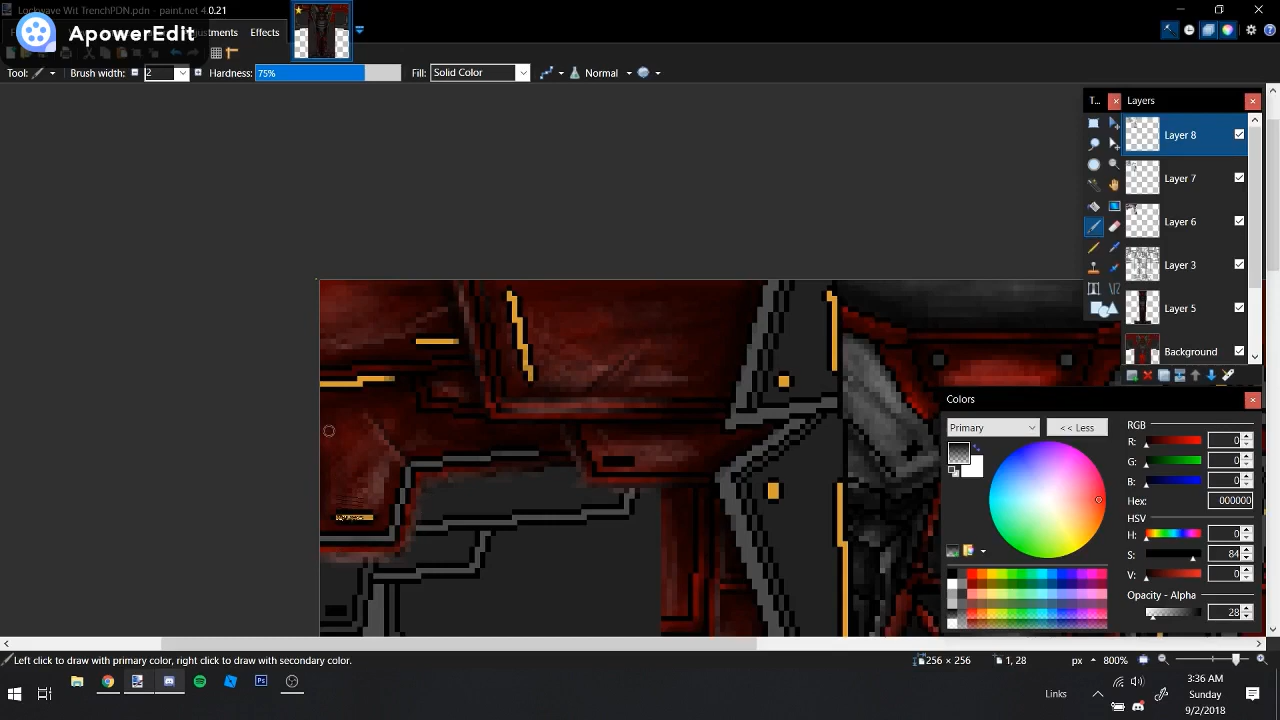 Lockwave Wit TrenchPDN.pdn - paint.net 4.0.21
ApowerEdit
Effects
Tool:
Brush width:
2
Hardness:
75%
Fill:
Solid Color
Normal
T...
Layers
Layer 8
Layer 7
Layer 6
Layer 3
Layer 5
Background
Colors
Primary
<< Less
RGB
R:
0
G:
0
B:
0
Hex:
000000
HSV
H:
0
S:
84
V:
0
Opacity - Alpha
28
Left click to draw with primary color, right click to draw with secondary color.
256 × 256
1, 28
px
800%
Links
3:36 AM
Sunday
9/2/2018